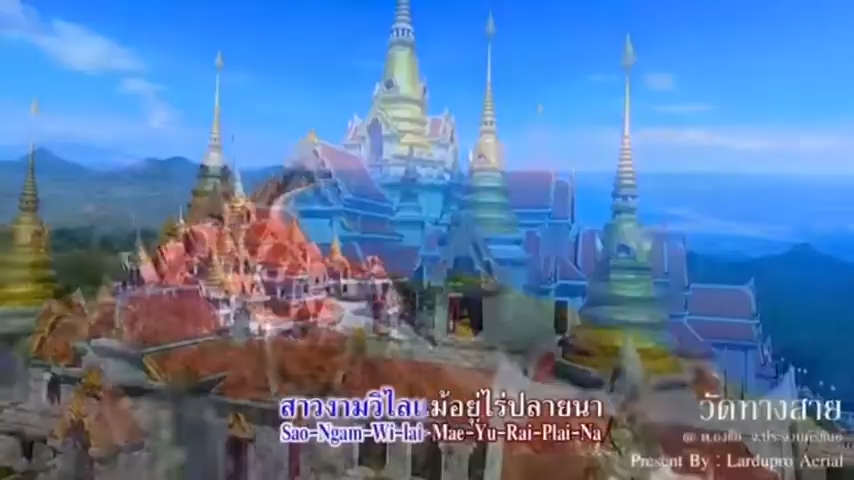 สาวงามวิไลแม้อยู่ไร่ปลายนา
Sao-Ngam-Wi-lai-Mae-Yu-Rai-Plai-Na
วัดทางสาย
Present By : Lardupro Aerial